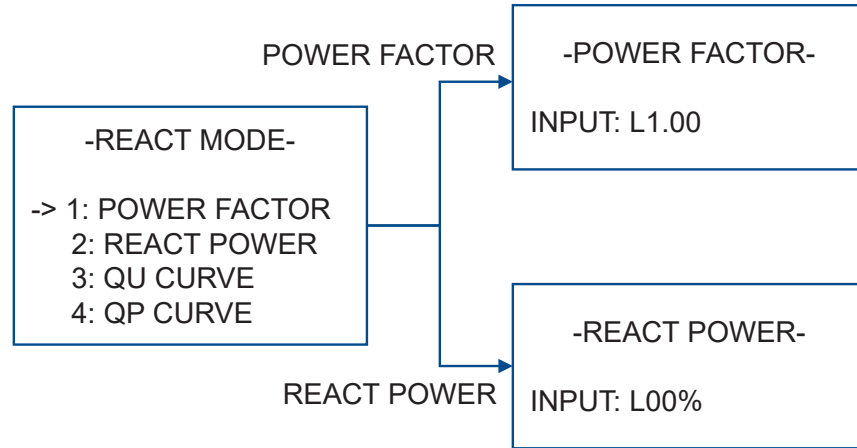 -REACT MODE-
-> 1: POWER FACTOR
2: REACT POWER
3: QU CURVE
4: QP CURVE
POWER FACTOR
-POWER FACTOR-
INPUT: L1.00
REACT POWER
-REACT POWER-
INPUT: L00%